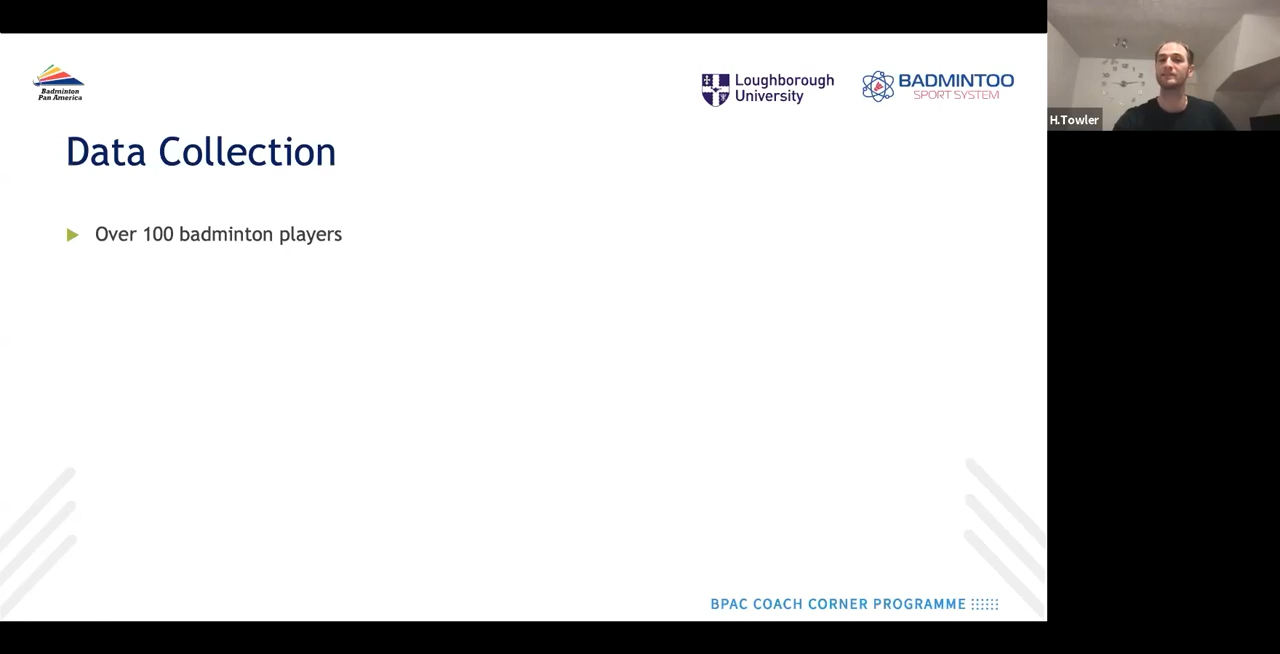 Badminton
Pan America
Loughborough
University
BADMINTOO
SPORT SYSTEM
H.Towler
Data Collection
Over 100 badminton players
BPAC COACH CORNER PROGRAMME